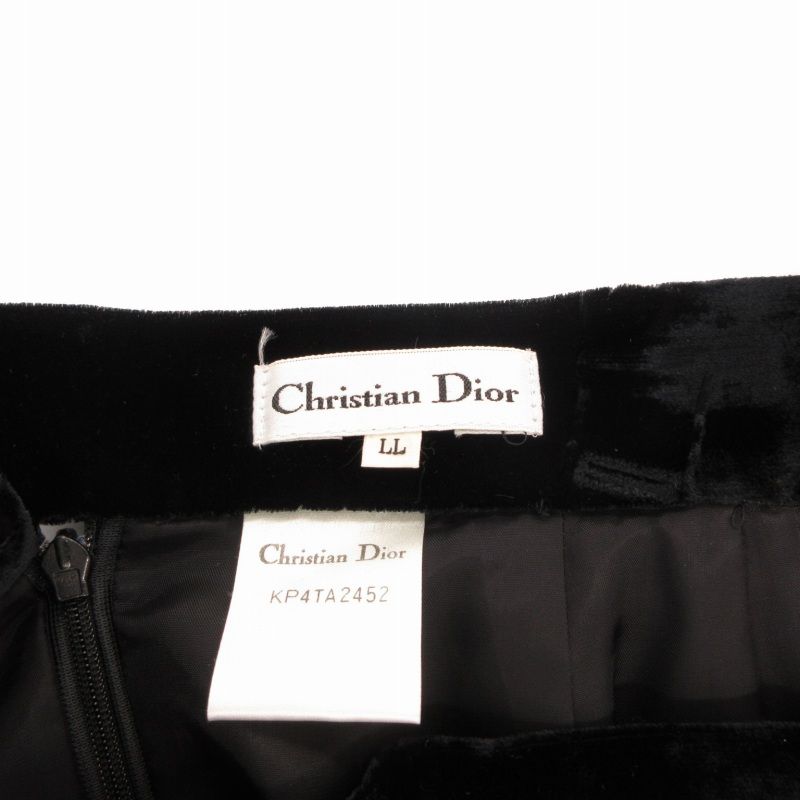 Christian Dior
LL
Christian Dior
KP4TA2452